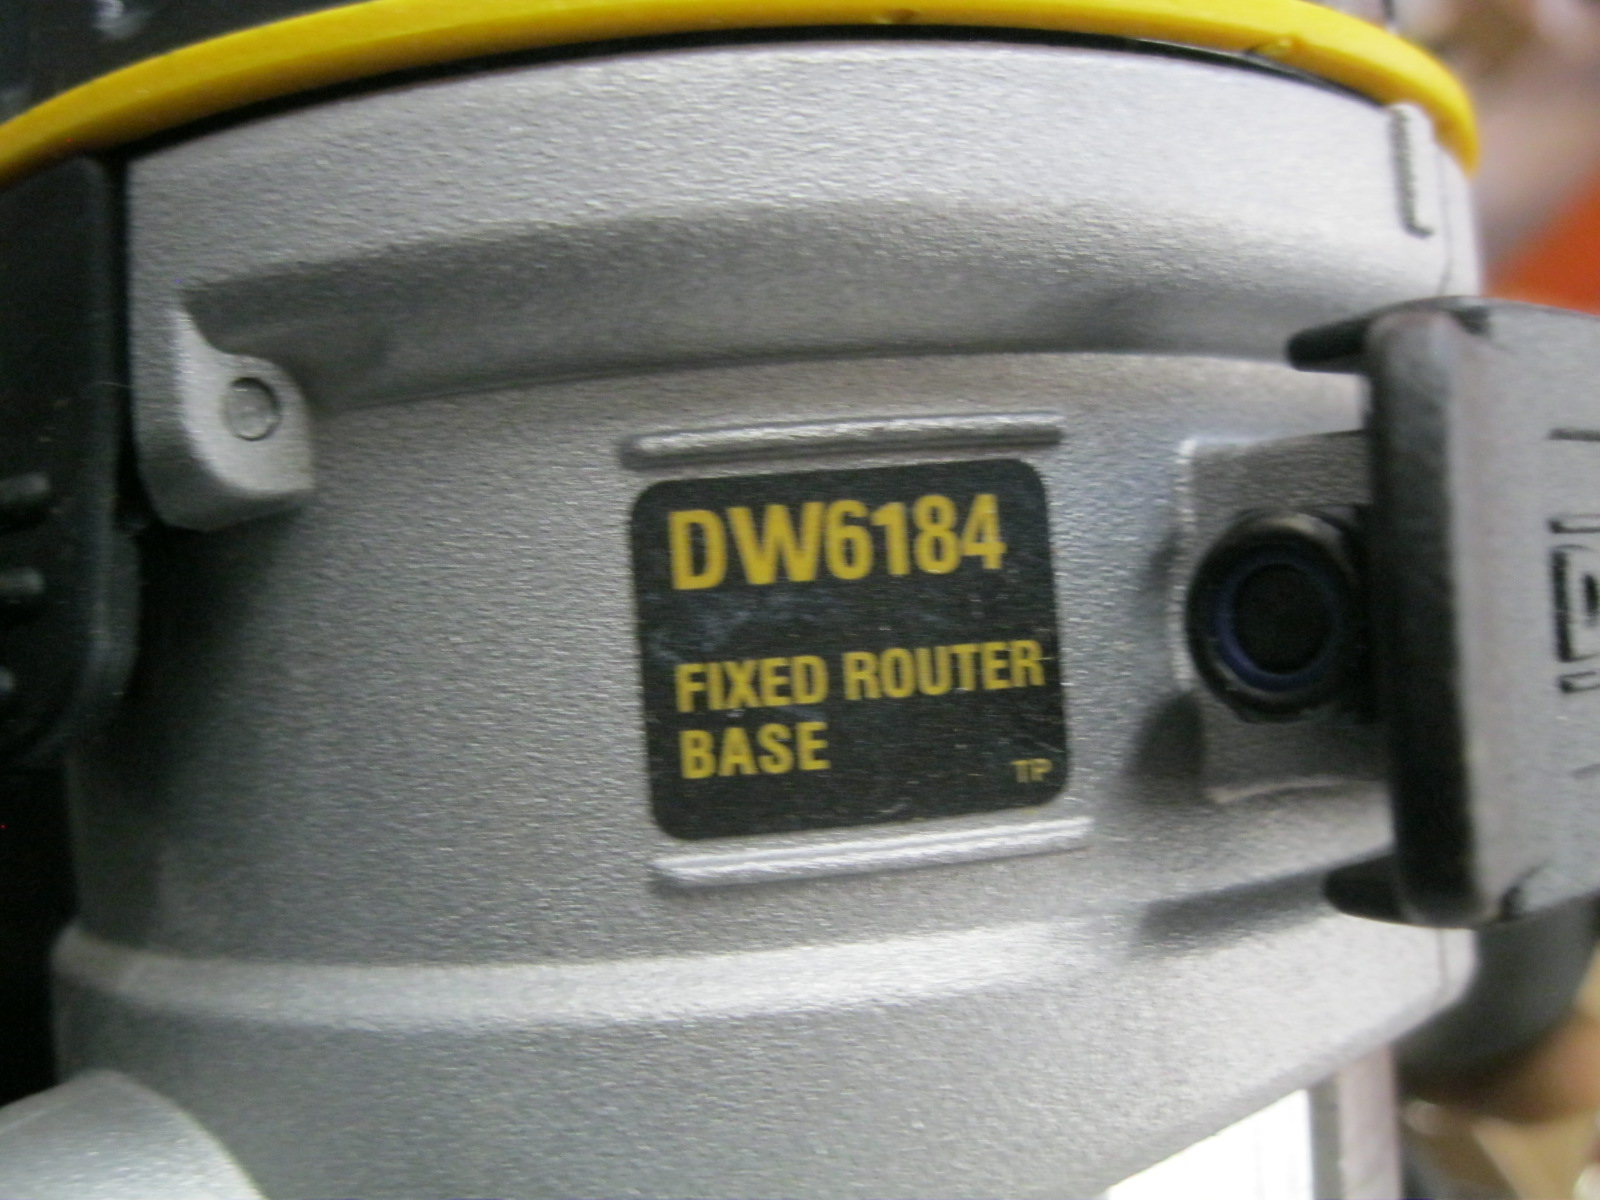 DW6184
FIXED ROUTER
BASE
TP